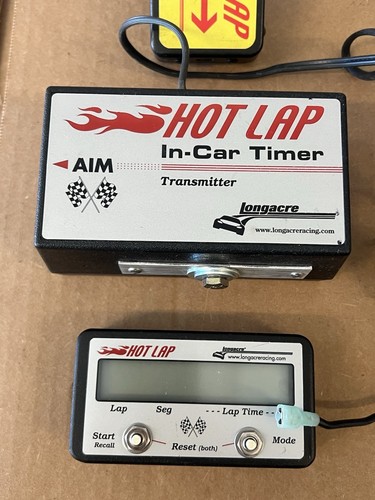 LAP
HOT LAP
In-Car Timer
AIM
Transmitter
Longacre
www.longacreracing.com
HOT LAP
Longacre
www.longacreracing.com
Lap Seg - - - Lap Time - - -
Start Recall Reset (both) Mode